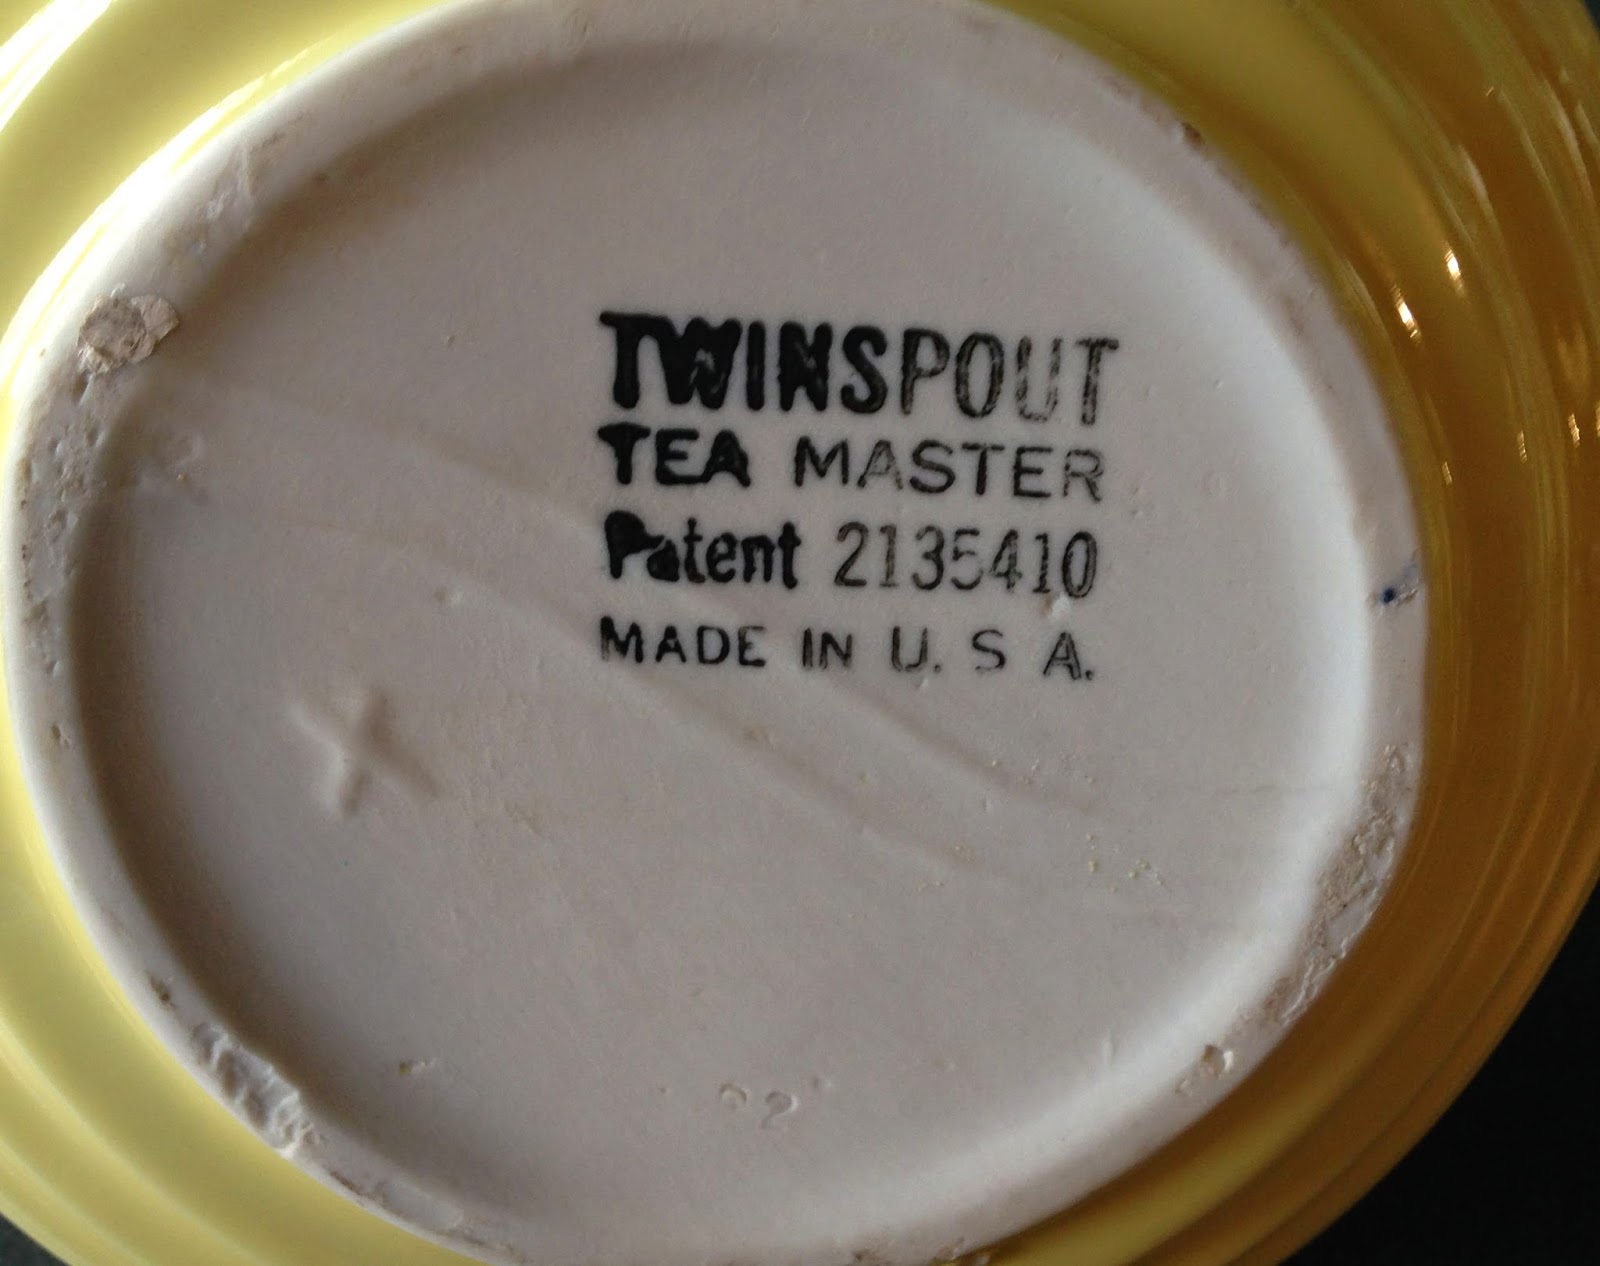 TWINSPOUT
TEA MASTER
Patent 2135410
MADE IN U. S A.